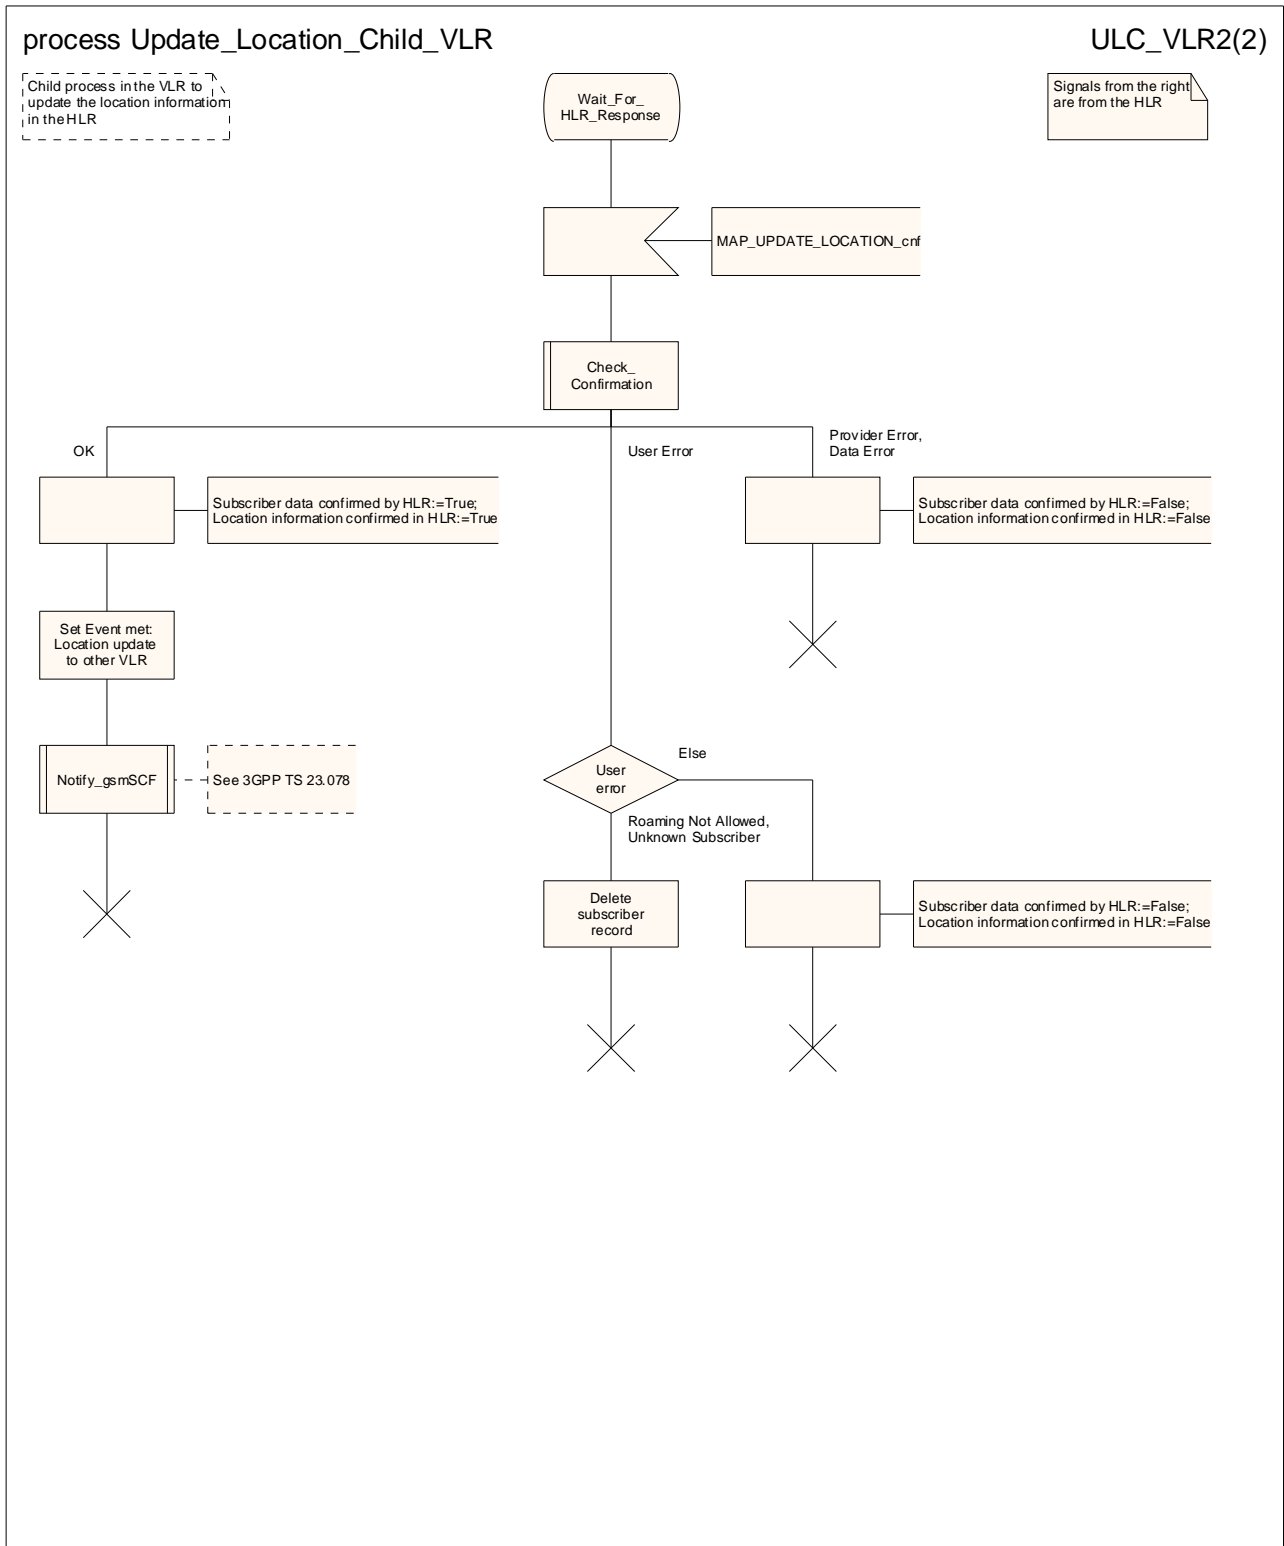 process Update_Location_Child_VLR
ULC_VLR2(2)
Child process in the VLR to
update the location information
in the HLR
Wait_For_
HLR_Response
Signals from the right
are from the HLR
MAP_UPDATE_LOCATION_cnf
Check_
Confirmation
OK
User Error
Provider Error,
Data Error
Subscriber data confirmed by HLR:=True;
Location information confirmed in HLR:=True
Subscriber data confirmed by HLR:=False;
Location information confirmed in HLR:=False
Set Event met:
Location update
to other VLR
Notify_gsmSCF
See 3GPP TS 23.078
User
error
Else
Roaming Not Allowed,
Unknown Subscriber
Delete
subscriber
record
Subscriber data confirmed by HLR:=False;
Location information confirmed in HLR:=False